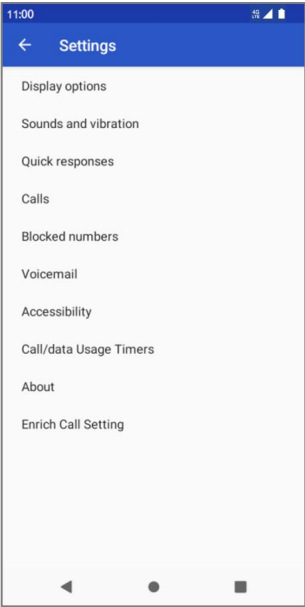 11:00
4G
LTE
Settings
Display options
Sounds and vibration
Quick responses
Calls
Blocked numbers
Voicemail
Accessibility
Call/data Usage Timers
About
Enrich Call Setting